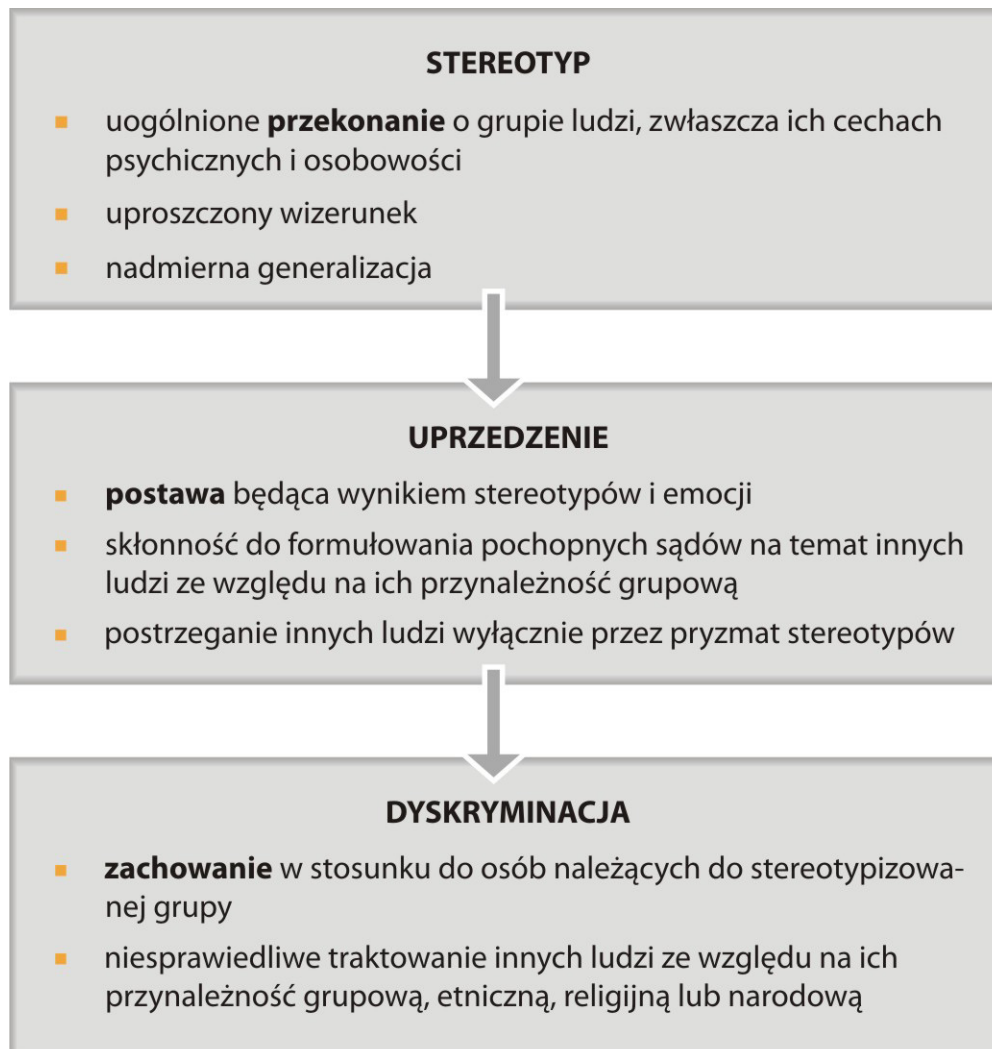 STEREOTYP
▪ uogólnione przekonanie o grupie ludzi, zwłaszcza ich cechach
psychicznych i osobowości
▪ uproszczony wizerunek
▪ nadmierna generalizacja
UPRZEDZENIE
▪ postawa będąca wynikiem stereotypów i emocji
▪ skłonność do formułowania pochopnych sądów na temat innych
ludzi ze względu na ich przynależność grupową
▪ postrzeganie innych ludzi wyłącznie przez pryzmat stereotypów
DYSKRYMINACJA
▪ zachowanie w stosunku do osób należących do stereotypizowa-
nej grupy
▪ niesprawiedliwe traktowanie innych ludzi ze względu na ich
przynależność grupową, etniczną, religijną lub narodową